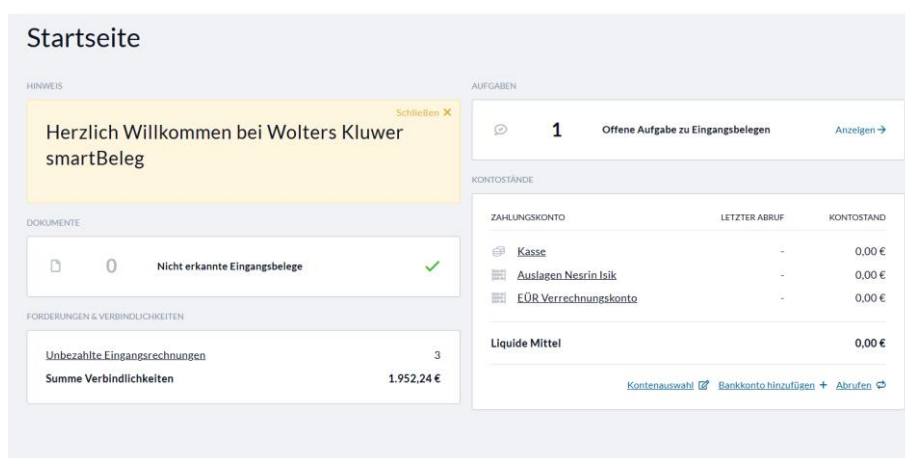 Startseite
HINWEIS
Schließen ✕
Herzlich Willkommen bei Wolters Kluwer
smartBeleg
DOKUMENTE
0 Nicht erkannte Eingangsbelege
FORDERUNGEN & VERBINDLICHKEITEN
Unbezahlte Eingangsrechnungen 3
Summe Verbindlichkeiten 1.952,24 €
AUFGABEN
1 Offene Aufgabe zu Eingangsbelegen Anzeigen →
KONTOSTÄNDE
ZAHLUNGSKONTO LETZTER ABRUF KONTOSTAND
Kasse - 0,00 €
Auslagen Nesrin Isik - 0,00 €
EÜR Verrechnungskonto - 0,00 €
Liquide Mittel 0,00 €
Kontenauswahl Bankkonto hinzufügen + Abrufen